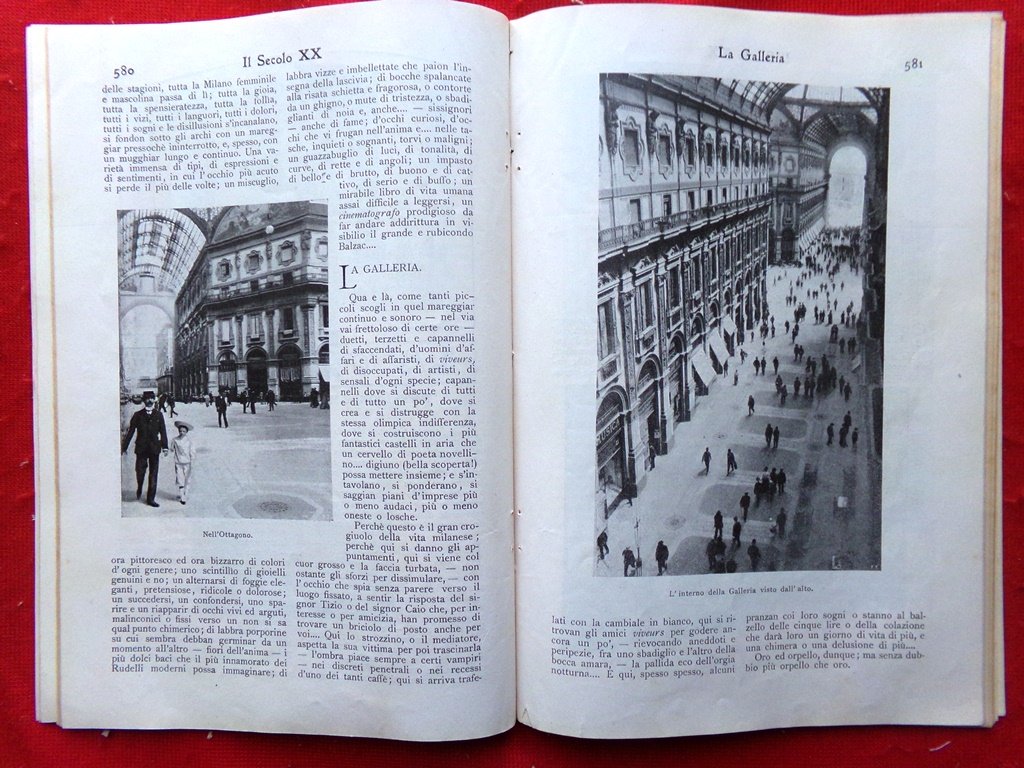 580
Il Secolo XX
delle stagioni, tutta la Milano femminile
e mascolina passa di lì; tutta la gioia,
tutta la spensieratezza, tutta la follia,
tutti i vizi, tutti i languori, tutti i dolori,
tutti i sogni e le disillusioni s'incanalano,
si fondon sotto gli archi con un mareg-
giar pressochè ininterrotto, e, spesso, con
un mugghiar lungo e continuo. Una va-
rietà immensa di tipi, di espressioni e
di sentimenti, in cui l'occhio più acuto
si perde il più delle volte; un miscuglio,
Nell'Ottagono.
ora pittoresco ed ora bizzarro di colori
d'ogni genere; uno scintillio di gioielli
genuini e no; un alternarsi di foggie ele-
ganti, pretensiose, ridicole o dolorose;
un succedersi, un confondersi, uno spa-
rire e un riapparir di occhi vivi ed arguti,
malinconici o fissi verso un non si sa
qual punto chimerico; di labbra porporine
su cui sembra debban germinar da un
momento all'altro — fiori dell'anima — i
più dolci baci che il più innamorato dei
Rudelli moderni possa immaginare; di
labbra vizze e imbellettate che paion l'in-
segna della lascivia; di bocche spalancate
alla risata schietta e fragorosa, o contorte
da un ghigno, o mute di tristezza, o sbadi-
glianti di noia e, anche.... — sissignori
— anche di fame; d'occhi curiosi, d'oc-
chi che vi frugan nell'anima e.... nelle ta-
sche, inquieti o sognanti, torvi o maligni;
un guazzabuglio di luci, di tonalità, di
curve, di rette e di angoli; un impasto
di bello e di brutto, di buono e di cat-
tivo, di serio e di buffo; un
mirabile libro di vita umana
assai difficile a leggersi, un
cinematografo prodigioso da
far andare addirittura in vi-
sibilio il grande e rubicondo
Balzac....
LA GALLERIA.
Qua e là, come tanti pic-
coli scogli in quel mareggiar
continuo e sonoro — nel via
vai frettoloso di certe ore —
duetti, terzetti e capannelli
di sfaccendati, d'uomini d'af-
fari e di affaristi, di viveurs,
di disoccupati, di artisti, di
sensali d'ogni specie; capan-
nelli dove si discute di tutti
e di tutto un po', dove si
crea e si distrugge con la
stessa olimpica indifferenza,
dove si costruiscono i più
fantastici castelli in aria che
un cervello di poeta novelli-
no.... digiuno (bella scoperta!)
possa mettere insieme; e s'in-
tavolano, si ponderano, si
saggian piani d'imprese più
o meno audaci, più o meno
oneste o losche.
Perchè questo è il gran cro-
giuolo della vita milanese;
perchè qui si danno gli ap-
puntamenti, qui si viene col
cuor grosso e la faccia turbata, — non
ostante gli sforzi per dissimulare, — con
l'occhio che spia senza parere verso il
luogo fissato, a sentir la risposta del si-
gnor Tizio o del signor Caio che, per in-
teresse o per amicizia, han promesso di
trovare un briciolo di posto anche per
voi.... Qui lo strozzino, o il mediatore,
aspetta la sua vittima per poi trascinarla
— l'ombra piace sempre a certi vampiri
— nei discreti penetrali o nei recessi
d'uno dei tanti caffè; qui si arriva trafe-
La Galleria
581
MUSICA
L'interno della Galleria visto dall'alto.
lati con la cambiale in bianco, qui si ri-
trovan gli amici viveurs per godere an-
cora un po', — rievocando aneddoti e
peripezie, fra uno sbadiglio e l'altro della
bocca amara, — la pallida eco dell'orgia
notturna.... E qui, spesso spesso, alcuni
pranzan coi loro sogni o stanno al bal-
zello delle cinque lire o della colazione
che darà loro un giorno di vita di più, e
una chimera o una delusione di più....
Oro ed orpello, dunque; ma senza dub-
bio più orpello che oro.